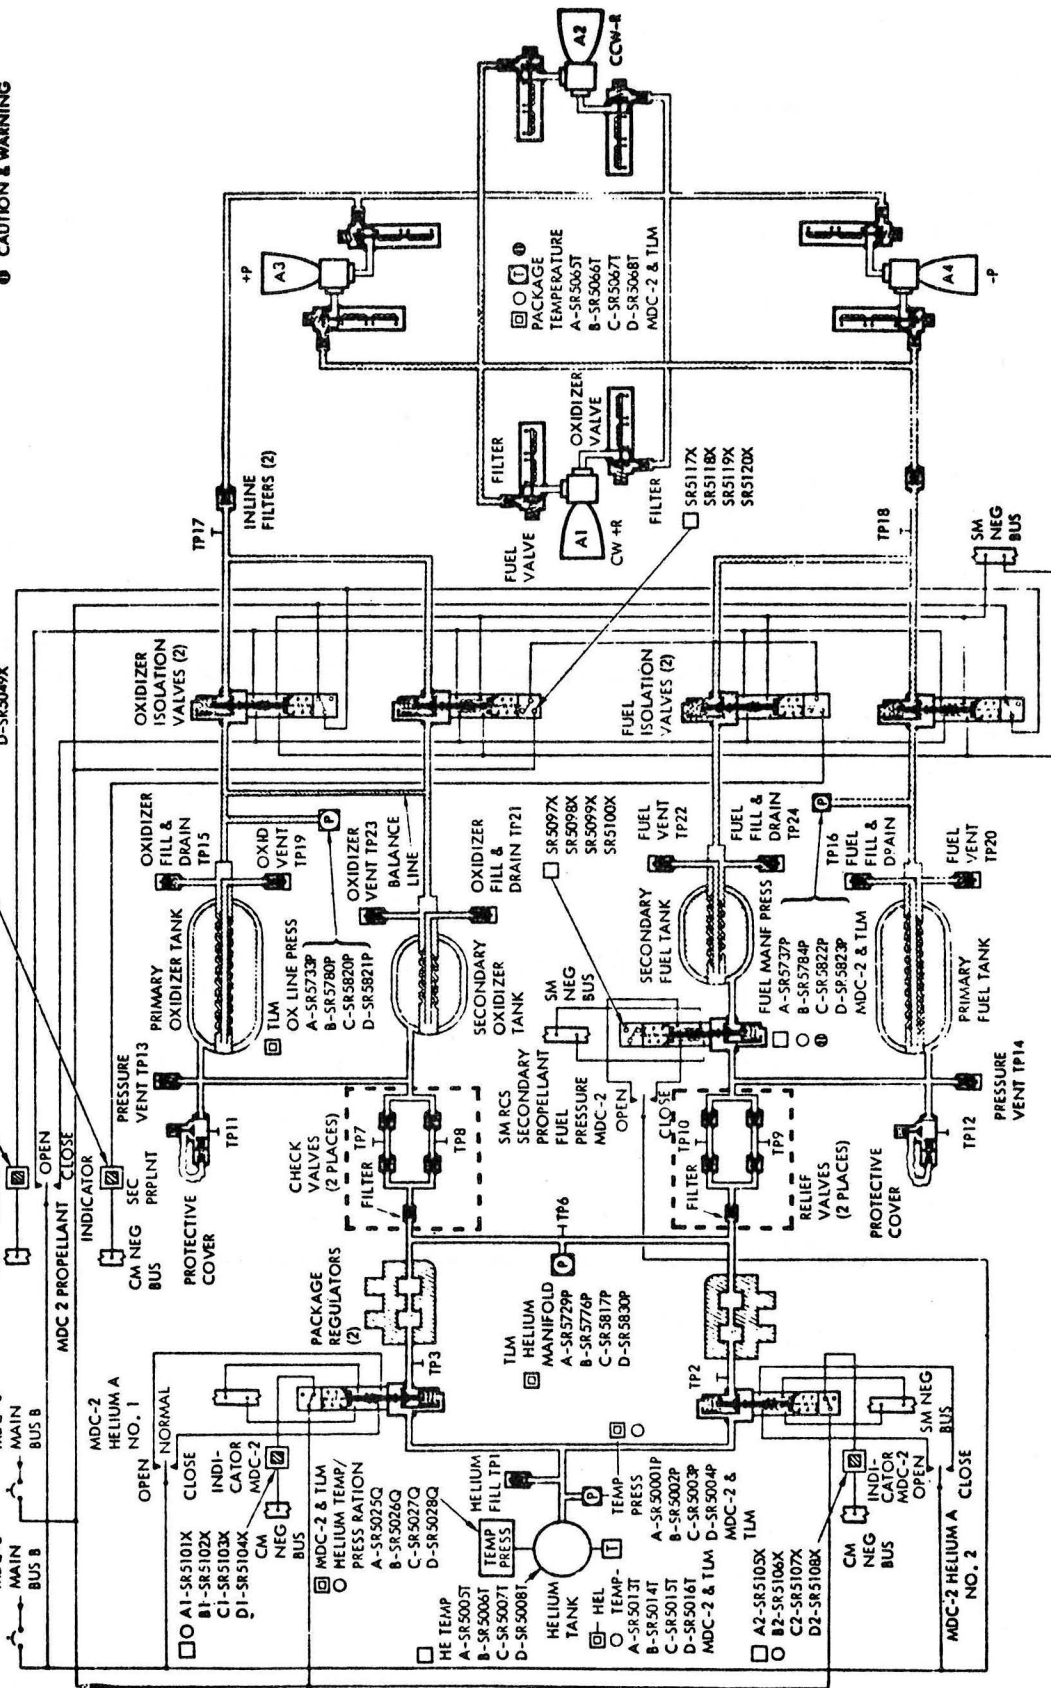 CAUTION & WARNING
D-SR5049X
+P
A3
A2
CCW-R
PACKAGE
TEMPERATURE
A-SR5065T
B-SR5066T
C-SR5067T
D-SR5068T
MDC-2 & TLM
T
A4
-P
TP17
INLINE
FILTERS (2)
FILTER
FUEL
VALVE
OXIDIZER
VALVE
A1
CW +R
FILTER
SR5117X
SR5118X
SR5119X
SR5120X
TP18
SM
NEG
BUS
OXIDIZER
ISOLATION
VALVES (2)
FUEL
ISOLATION
VALVES (2)
OXIDIZER
FILL &
DRAIN
TP15
OXID
VENT
TP19
P
OXIDIZER
VENT TP23
BALANCE
LINE
OXIDIZER
FILL &
DRAIN TP21
SR5097X
SR5098X
SR5099X
SR5100X
FUEL
VENT
TP22
FUEL
FILL &
DRAIN
TP24
P
TP16
FUEL
FILL &
DRAIN
FUEL
VENT
TP20
PRIMARY
OXIDIZER TANK
TLM
OX LINE PRESS
A-SR5733P
B-SR5780P
C-SR5820P
D-SR5821P
SECONDARY
OXIDIZER
TANK
SM
NEG
BUS
SECONDARY
FUEL TANK
FUEL MANF PRESS
A-SR5737P
B-SR5784P
C-SR5822P
D-SR5823P
MDC-2 & TLM
PRIMARY
FUEL TANK
PRESSURE
VENT TP13
TP11
PROTECTIVE
COVER
CHECK
VALVES
(2 PLACES)
TP7
TP8
FILTER
SM RCS
SECONDARY
PROPELLANT
FUEL
PRESSURE
MDC-2
OPEN
CLOSE
TP10
TP9
FILTER
RELIEF
VALVES
(2 PLACES)
PROTECTIVE
COVER
TP12
PRESSURE
VENT TP14
OPEN
CLOSE
MDC 2 PROPELLANT
INDICATOR
SEC
PRPLNT
CM NEG
BUS
PACKAGE
REGULATORS
(2)
TP3
TP6
P
TLM
HELIUM
MANIFOLD
A-SR5729P
B-SR5776P
C-SR5817P
D-SR5830P
TP2
MAIN
BUS B
MDC-2
HELIUM A
NO. 1
OPEN
NORMAL
CLOSE
INDI-
CATOR
MDC-2
CM
NEG
BUS
A1-SR5101X
B1-SR5102X
C1-SR5103X
D1-SR5104X
MAIN
BUS B
MDC-2 & TLM
HELIUM TEMP/
PRESS RATION
A-SR5025Q
B-SR5026Q
C-SR5027Q
D-SR5028Q
HELIUM
FILL TP1
TEMP
PRESS
P
TEMP
PRESS
A-SR50001P
B-SR5002P
C-SR5003P
D-SR5004P
MDC-2 &
TLM
HE TEMP
A-SR5005T
B-SR5006T
C-SR5007T
D-SR5008T
HELIUM
TANK
T
HEL
TEMP-
A-SR5013T
B-SR5014T
C-SR5015T
D-SR5016T
MDC-2 & TLM
A2-SR5105X
B2-SR5106X
C2-SR5107X
D2-SR5108X
CM
NEG
BUS
INDI-
CATOR
MDC-2
OPEN
CLOSE
SM NEG
BUS
MDC-2 HELIUM A
NO. 2